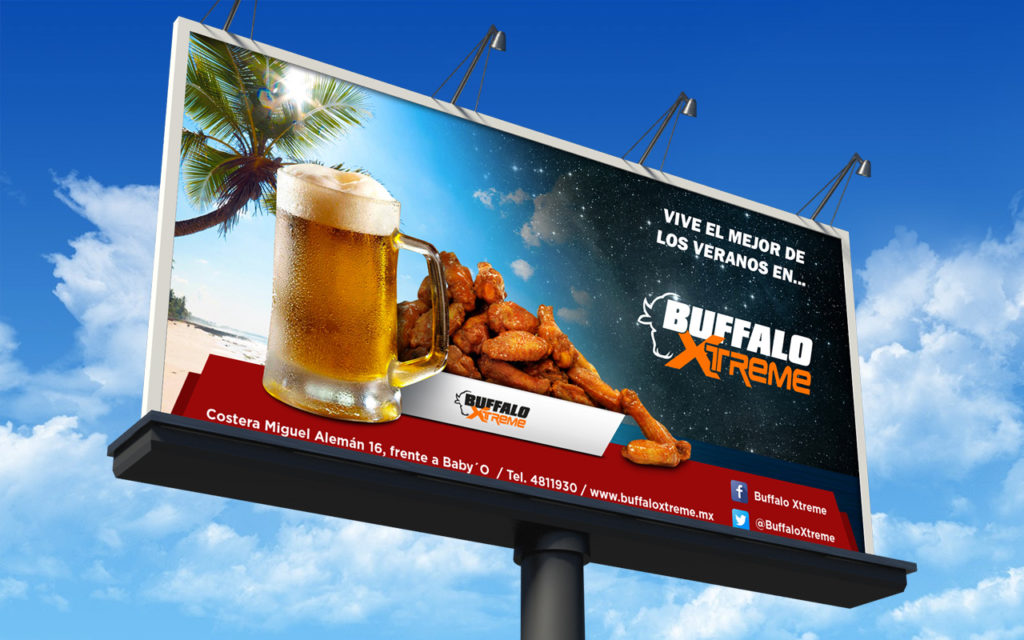 VIVE EL MEJOR DE
LOS VERANOS EN...
BUFFALO
XTREME
BUFFALO
XTREME
Costera Miguel Alemán 16, frente a Baby´O / Tel. 4811930 / www.buffaloxtreme.mx
f Buffalo Xtreme
@BuffaloXtreme